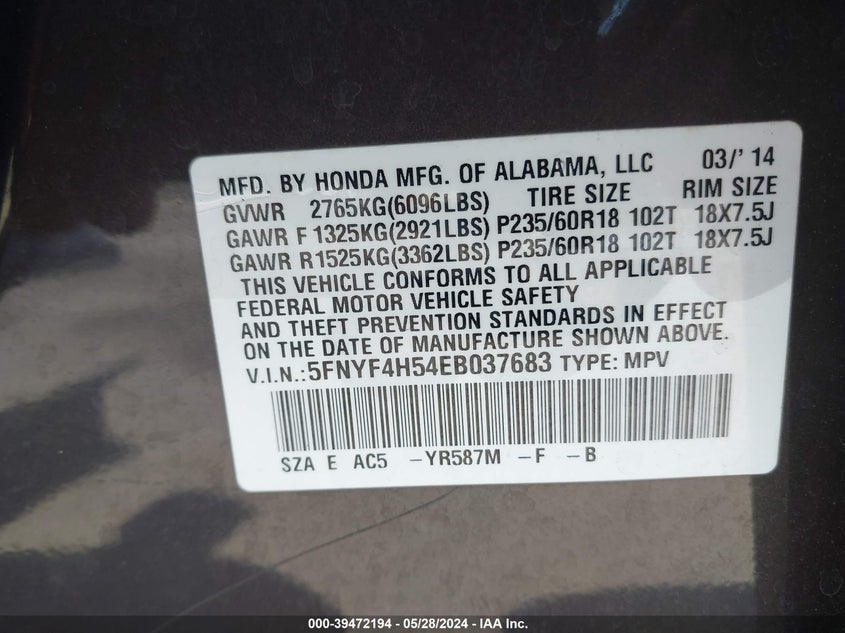 MFD. BY HONDA MFG. OF ALABAMA, LLC 03/' 14
GVWR 2765KG(6096LBS) TIRE SIZE RIM SIZE
GAWR F 1325KG(2921LBS) P235/60R18 102T 18X7.5J
GAWR R1525KG(3362LBS) P235/60R18 102T 18X7.5J
THIS VEHICLE CONFORMS TO ALL APPLICABLE
FEDERAL MOTOR VEHICLE SAFETY
AND THEFT PREVENTION STANDARDS IN EFFECT
ON THE DATE OF MANUFACTURE SHOWN ABOVE.
V.I.N.:5FNYF4H54EB037683 TYPE: MPV
SZA E AC5 -YR587M -F -B
000-39472194 - 05/28/2024 - IAA Inc.